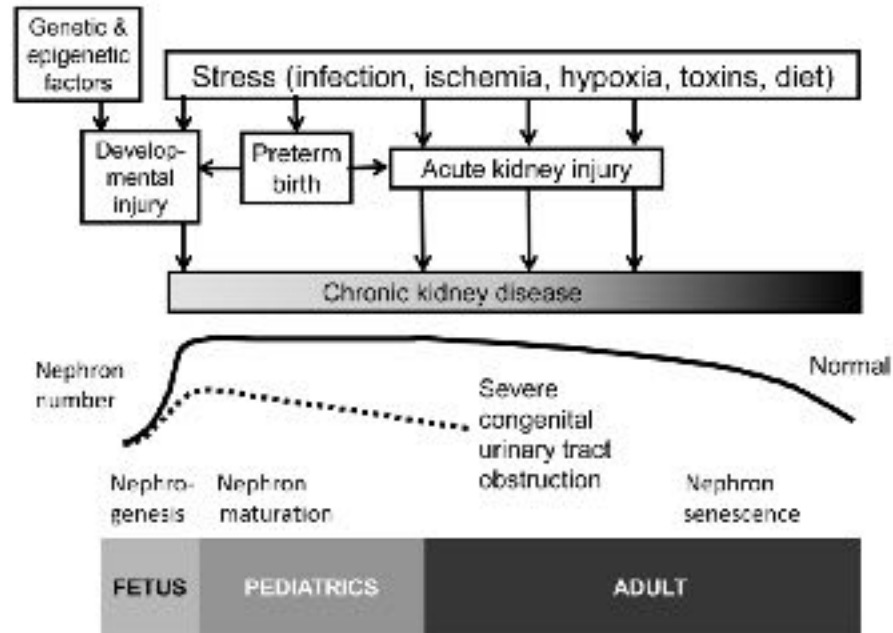 Genetic &
epigenetic
factors
Stress (infection, ischemia, hypoxia, toxins, diet)
Develop-
mental
injury
Preterm
birth
Acute kidney injury
Chronic kidney disease
Nephron
number
Normal
Severe
congenital
urinary tract
obstruction
Nephro-
genesis
Nephron
maturation
Nephron
senescence
FETUS
PEDIATRICS
ADULT